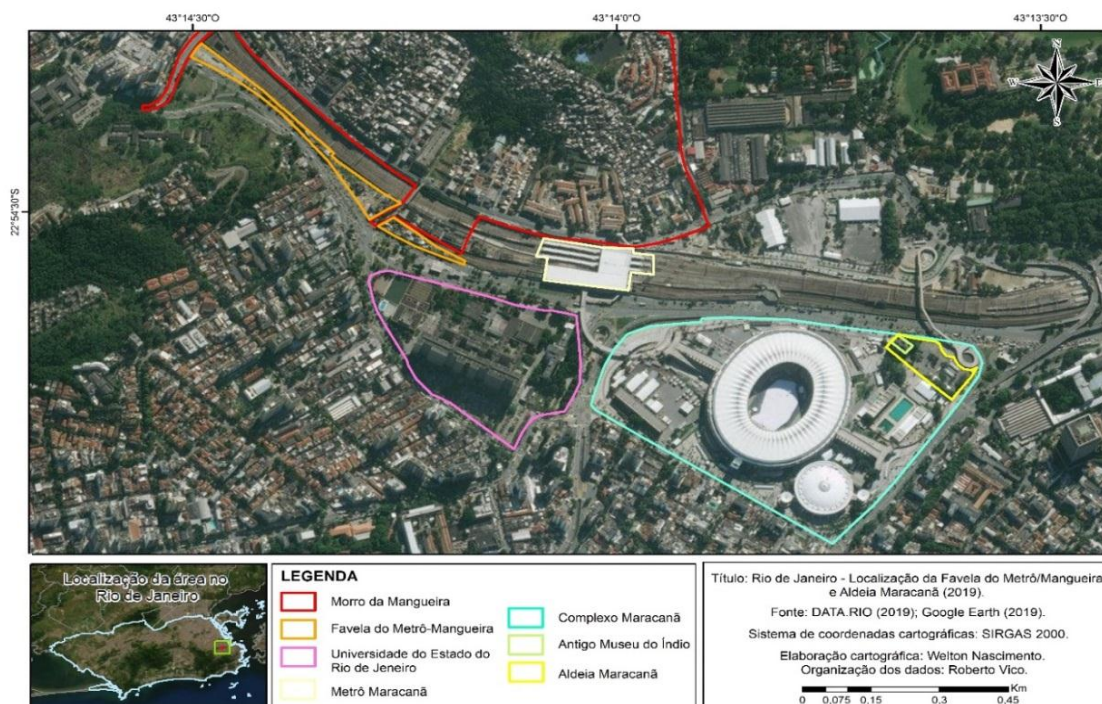 43°14'30"O
43°14'0"O
43°13'30"O
N
W
E
S
22°54'30"S
Localização da área no
Rio de Janeiro
LEGENDA
Morro da Mangueira
Favela do Metrô-Mangueira
Universidade do Estado do
Rio de Jeneiro
Metrô Maracanã
Complexo Maracanã
Antigo Museu do Índio
Aldeia Maracanã
Título: Rio de Janeiro - Localização da Favela do Metrô/Mangueira
e Aldeia Maracanã (2019).
Fonte: DATA.RIO (2019); Google Earth (2019).
Sistema de coordenadas cartográficas: SIRGAS 2000.
Elaboração cartográfica: Welton Nascimento.
Organização dos dados: Roberto Vico.
Km
0 0,075 0,15 0,3 0,45